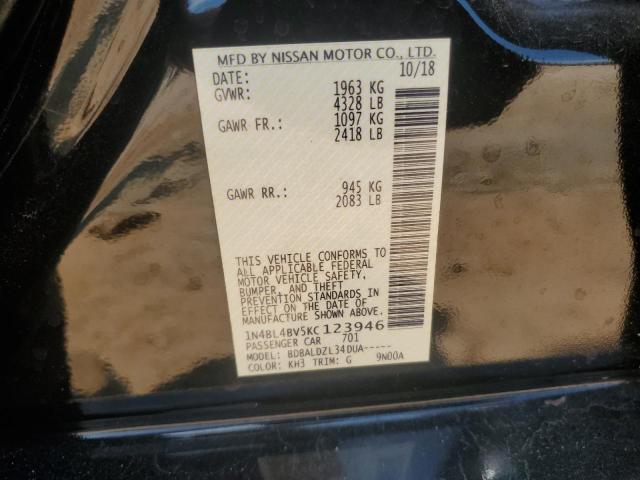 MFD BY NISSAN MOTOR CO., LTD.
DATE: 10/18
GVWR: 1963 KG
4328 LB
GAWR FR.: 1097 KG
2418 LB
GAWR RR.: 945 KG
2083 LB
THIS VEHICLE CONFORMS TO
ALL APPLICABLE FEDERAL
MOTOR VEHICLE SAFETY,
BUMPER, AND THEFT
PREVENTION STANDARDS IN
EFFECT ON THE DATE OF
MANUFACTURE SHOWN ABOVE.
1N4BL4BV5KC123946
PASSENGER CAR 701
MODEL: BDBALDZL34DUA-----
COLOR: KH3 TRIM: G 9N00A